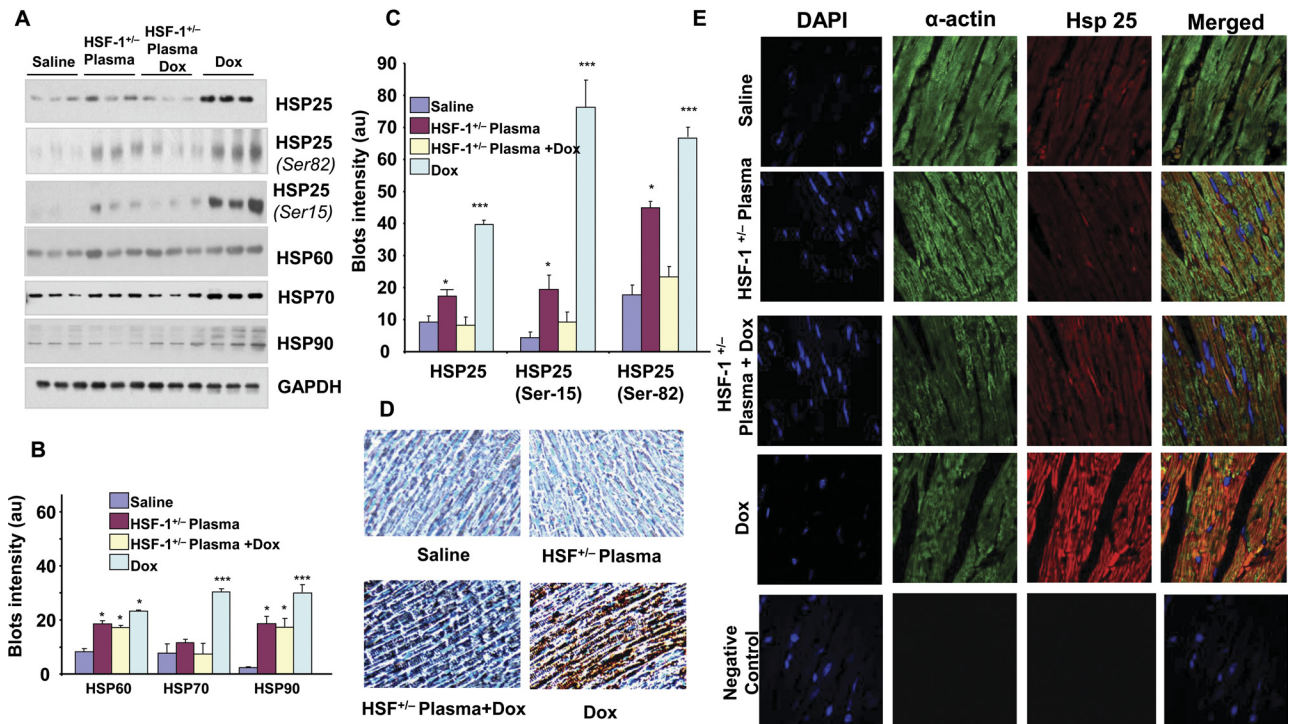 A
Saline
HSF-1+/–
Plasma
HSF-1+/–
Plasma
Dox
Dox
HSP25
HSP25
(Ser82)
HSP25
(Ser15)
HSP60
HSP70
HSP90
GAPDH
B
Blots intensity (au)
60
40
20
0
Saline
HSF-1+/– Plasma
HSF-1+/– Plasma +Dox
Dox
*
*
*
***
*
*
***
HSP60
HSP70
HSP90
C
Blots intensity (au)
90
80
70
60
50
40
30
20
10
0
Saline
HSF-1+/– Plasma
HSF-1+/– Plasma +Dox
Dox
*
***
*
***
*
***
HSP25
HSP25
(Ser-15)
HSP25
(Ser-82)
D
Saline
HSF+/– Plasma
HSF+/– Plasma+Dox
Dox
E
DAPI
α-actin
Hsp 25
Merged
Saline
HSF-1 +/– Plasma
HSF-1 +/–
Plasma + Dox
Dox
Negative
Control